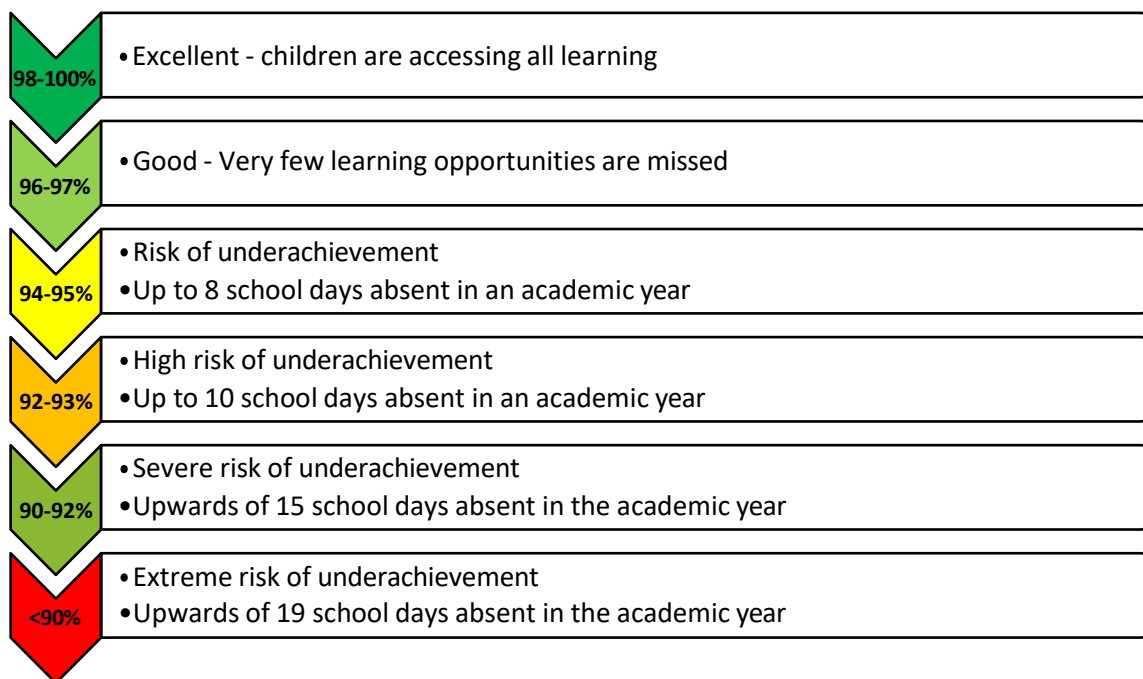 98-100%
• Excellent - children are accessing all learning
96-97%
• Good - Very few learning opportunities are missed
94-95%
• Risk of underachievement
• Up to 8 school days absent in an academic year
92-93%
• High risk of underachievement
• Up to 10 school days absent in an academic year
90-92%
• Severe risk of underachievement
• Upwards of 15 school days absent in the academic year
<90%
• Extreme risk of underachievement
• Upwards of 19 school days absent in the academic year